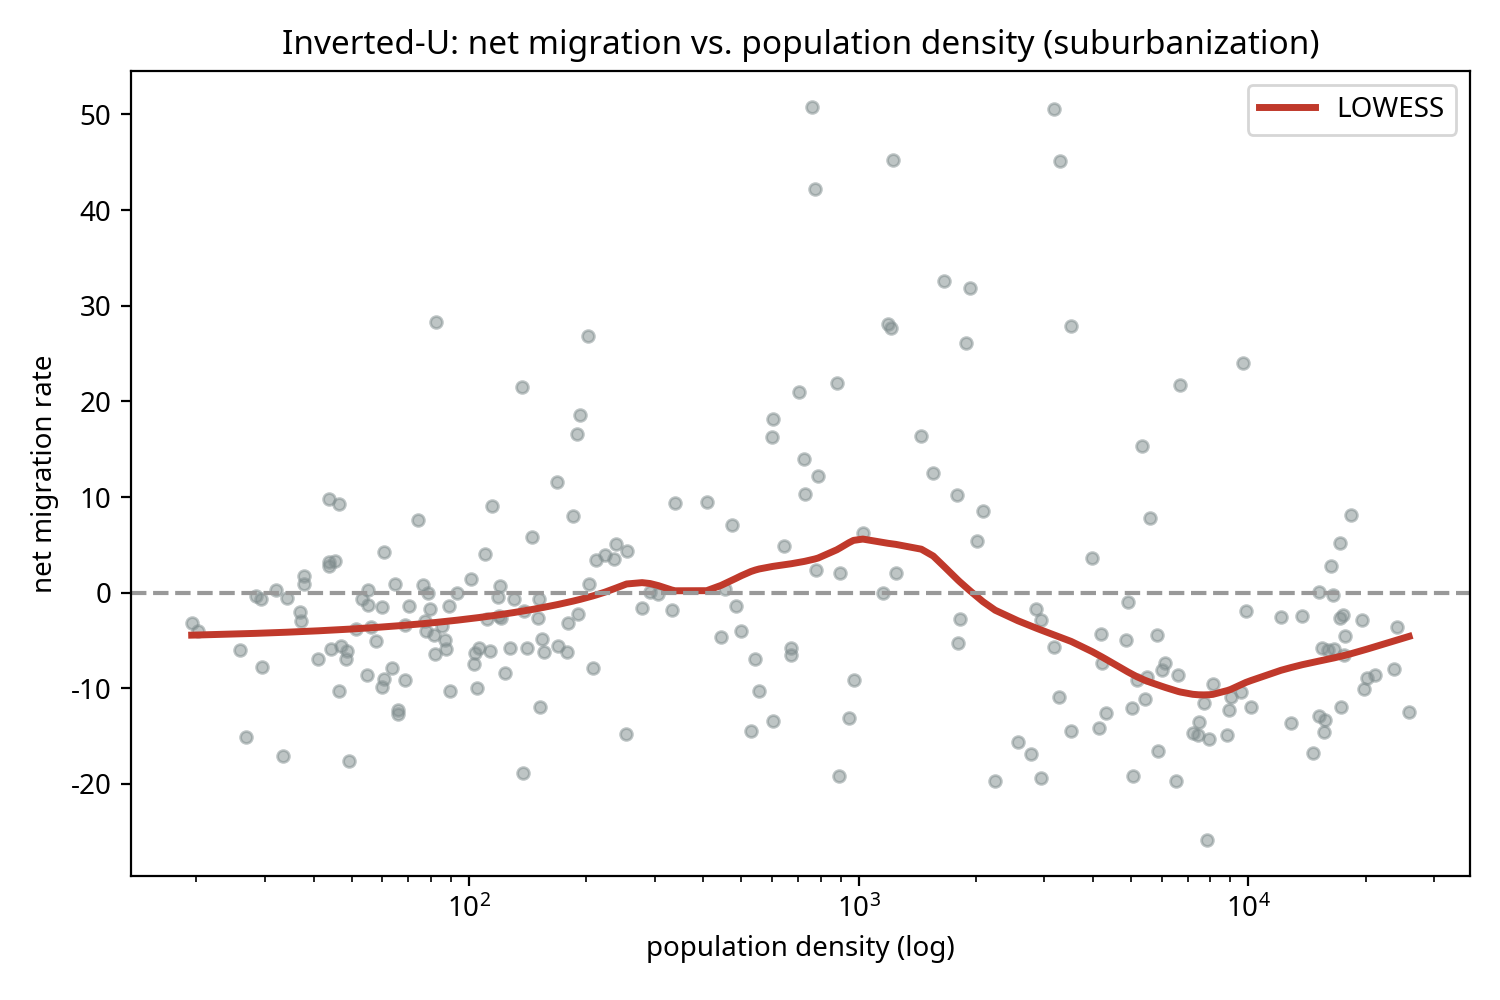 Inverted-U: net migration vs. population density (suburbanization)
LOWESS
50
40
30
20
10
0
-10
-20
net migration rate
10²
10³
10⁴
population density (log)